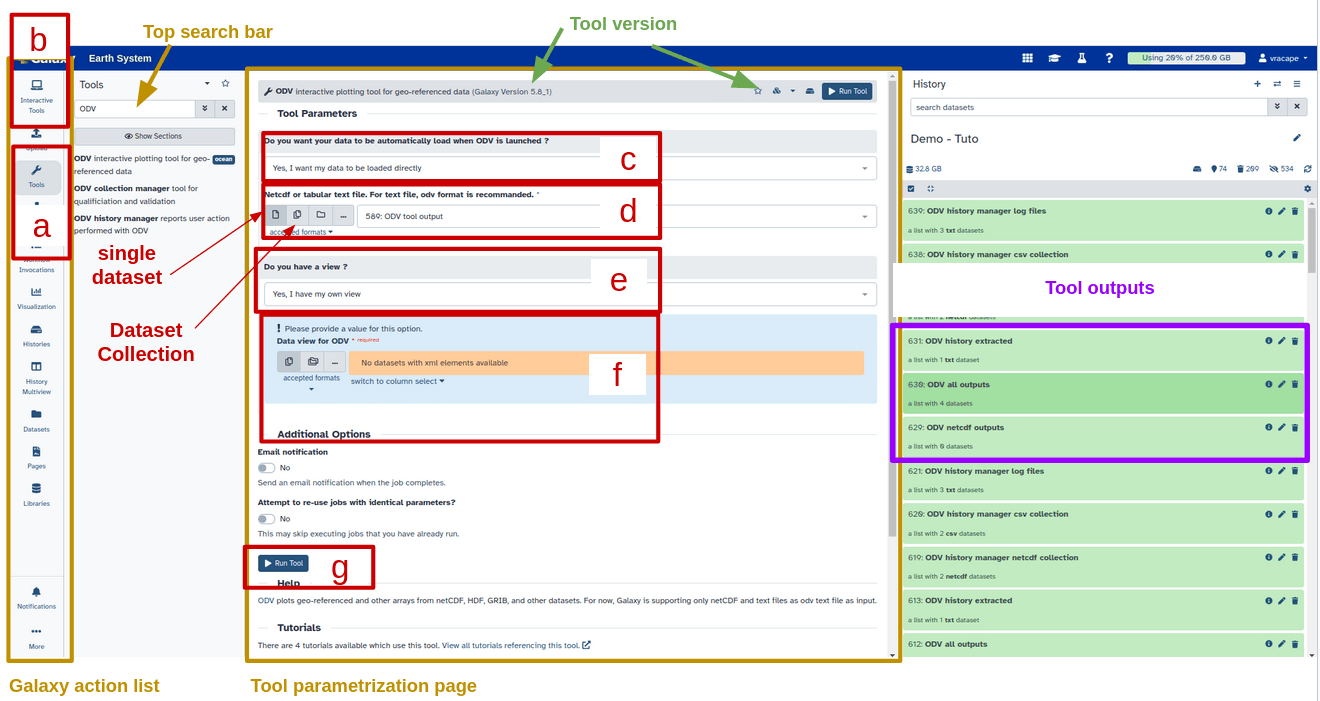 Top search bar
Tool version
b
Galaxy
Earth System
Using 20% of 250.0 GB
vracape
Interactive
Tools
Upload
Tools
a
Workflow
Invocations
Visualization
Histories
History
Multiview
Datasets
Pages
Libraries
Notifications
More
Tools
ODV
Show Sections
ODV interactive plotting tool for geo-
referenced data
ocean
ODV collection manager tool for
qualificiation and validation
ODV history manager reports user action
performed with ODV
single
dataset
Dataset
Collection
ODV interactive plotting tool for geo-referenced data (Galaxy Version 5.8_1)
Run Tool
Tool Parameters
Do you want your data to be automatically load when ODV is launched ?
Yes, I want my data to be loaded directly
c
Netcdf or tabular text file. For text file, odv format is recommanded. *
...
589: ODV tool output
accepted formats
d
Do you have a view ?
Yes, I have my own view
e
! Please provide a value for this option.
Data view for ODV * required
...
No datasets with xml elements available
accepted formats
switch to column select
f
Additional Options
Email notification
No
Send an email notification when the job completes.
Attempt to re-use jobs with identical parameters?
No
This may skip executing jobs that you have already run.
Run Tool
g
Help
ODV plots geo-referenced and other arrays from netCDF, HDF, GRIB, and other datasets. For now, Galaxy is supporting only netCDF and text files as odv text file as input.
Tutorials
There are 4 tutorials available which use this tool. View all tutorials referencing this tool.
History
search datasets
Demo - Tuto
32.8 GB
74
209
534
639: ODV history manager log files
a list with 3 txt datasets
638: ODV history manager csv collection
Tool outputs
a list with 2 netcdf datasets
631: ODV history extracted
a list with 1 txt dataset
630: ODV all outputs
a list with 4 datasets
629: ODV netcdf outputs
a list with 0 datasets
621: ODV history manager log files
a list with 3 txt datasets
620: ODV history manager csv collection
a list with 2 csv datasets
619: ODV history manager netcdf collection
a list with 2 netcdf datasets
613: ODV history extracted
a list with 1 txt dataset
612: ODV all outputs
Galaxy action list
Tool parametrization page